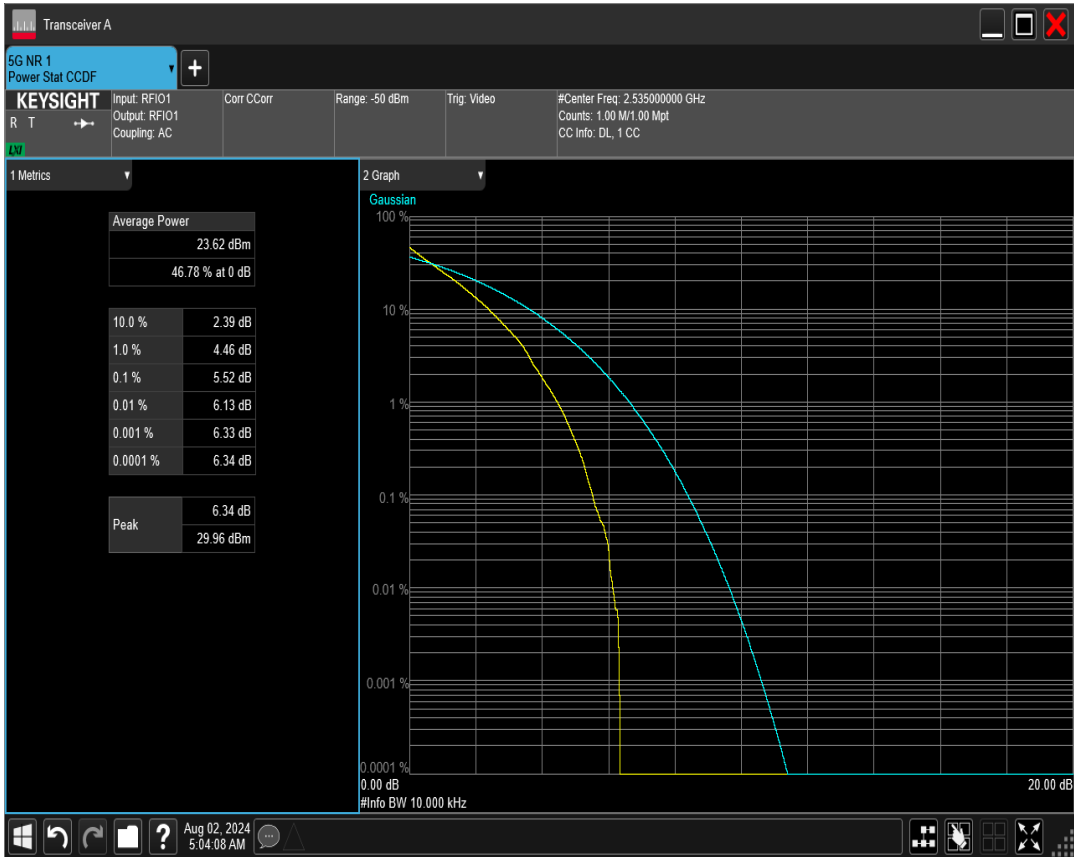 Transceiver A
5G NR 1
Power Stat CCDF
KEYSIGHT
R T
LXI
Input: RFIO1
Output: RFIO1
Coupling: AC
Corr CCorr
Range: -50 dBm
Trig: Video
#Center Freq: 2.535000000 GHz
Counts: 1.00 M/1.00 Mpt
CC Info: DL, 1 CC
1 Metrics
Average Power
23.62 dBm
46.78 % at 0 dB
10.0 % 2.39 dB
1.0 % 4.46 dB
0.1 % 5.52 dB
0.01 % 6.13 dB
0.001 % 6.33 dB
0.0001 % 6.34 dB
Peak
6.34 dB
29.96 dBm
2 Graph
Gaussian
100 %
10 %
1 %
0.1 %
0.01 %
0.001 %
0.0001 %
0.00 dB
20.00 dB
#Info BW 10.000 kHz
?
Aug 02, 2024
5:04:08 AM